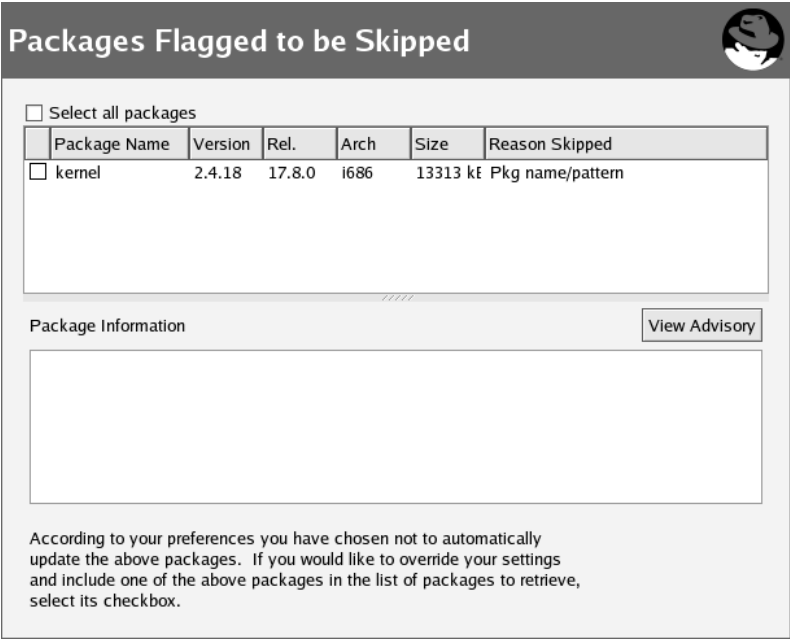 Packages Flagged to be Skipped
Select all packages
Package Name Version Rel. Arch Size Reason Skipped
kernel 2.4.18 17.8.0 i686 13313 kE Pkg name/pattern
Package Information View Advisory
According to your preferences you have chosen not to automatically
update the above packages. If you would like to override your settings
and include one of the above packages in the list of packages to retrieve,
select its checkbox.